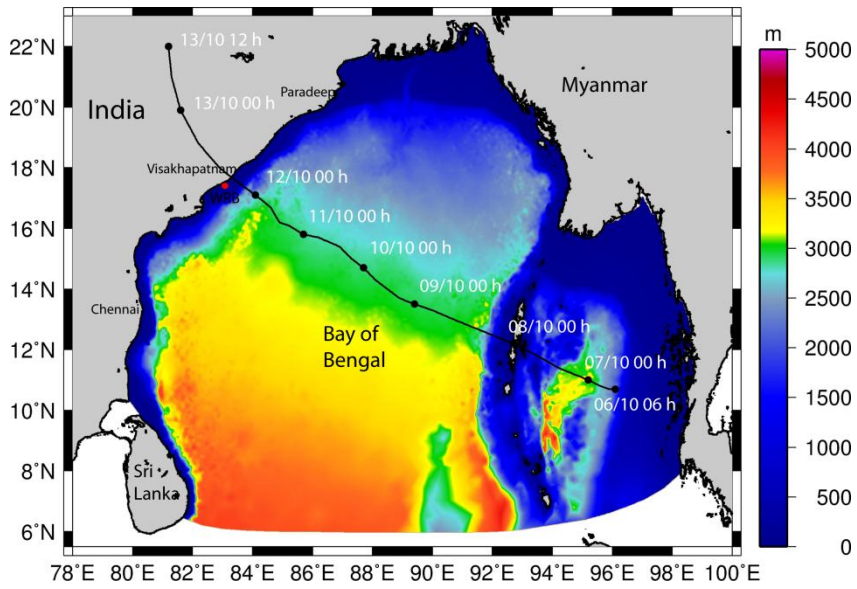 m
22°N
20°N
18°N
16°N
14°N
12°N
10°N
8°N
6°N
78°E
80°E
82°E
84°E
86°E
88°E
90°E
92°E
94°E
96°E
98°E
100°E
5000
4500
4000
3500
3000
2500
2000
1500
1000
500
0
13/10 12 h
Paradeep
Myanmar
India
13/10 00 h
Visakhapatnam
12/10 00 h
WBB
11/10 00 h
10/10 00 h
09/10 00 h
Chennai
Bay of
Bengal
08/10 00 h
07/10 00 h
06/10 06 h
Sri
Lanka